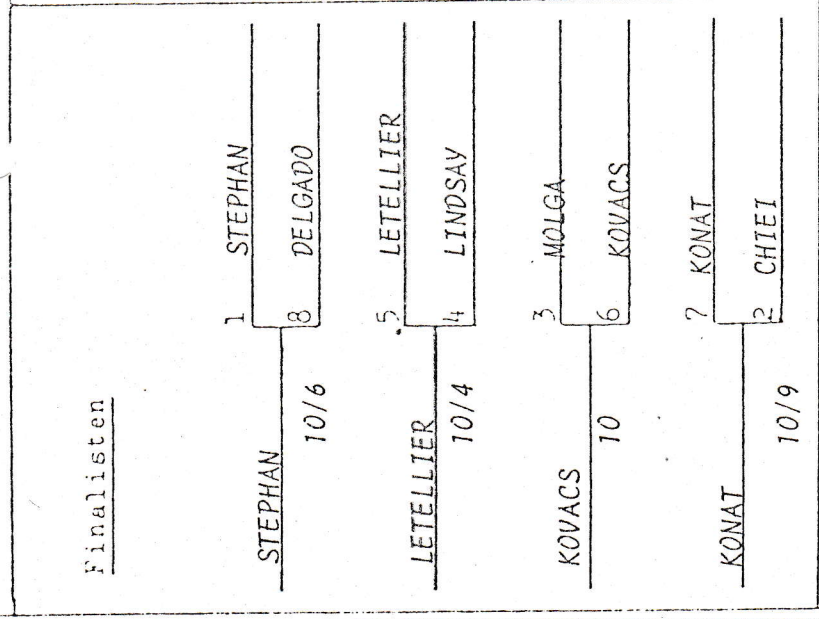 Finalisten
1 STEPHAN
8 DELGADO
STEPHAN
10/6
5 LETELLIER
4 LINDSAY
LETELLIER
10/4
3 MOLGA
6 KOVACS
KOVACS
10
7 KONAT
2 CHIEI
KONAT
10/9